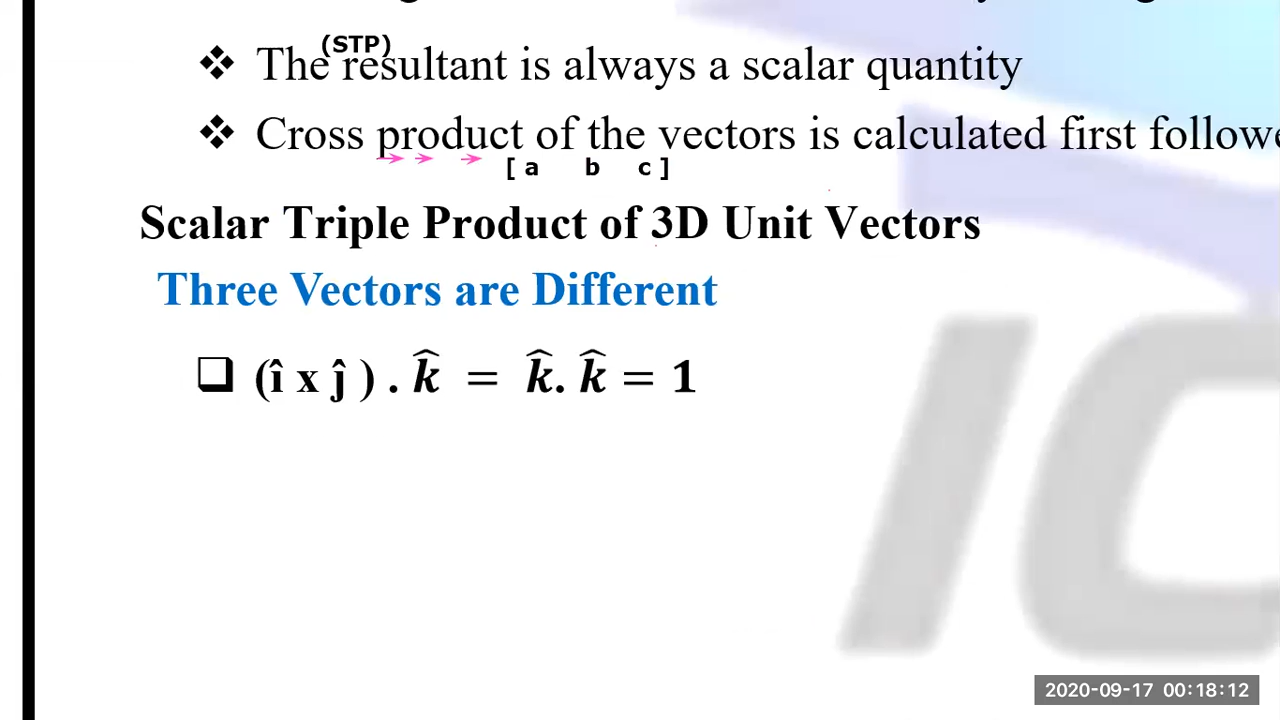 (STP)
❖ The resultant is always a scalar quantity
❖ Cross product of the vectors is calculated first
[ a b c ]
Scalar Triple Product of 3D Unit Vectors
Three Vectors are Different
❑ (î x ĵ ) . k̂ = k̂. k̂ = 1
IC
2020-09-17 00:18:12